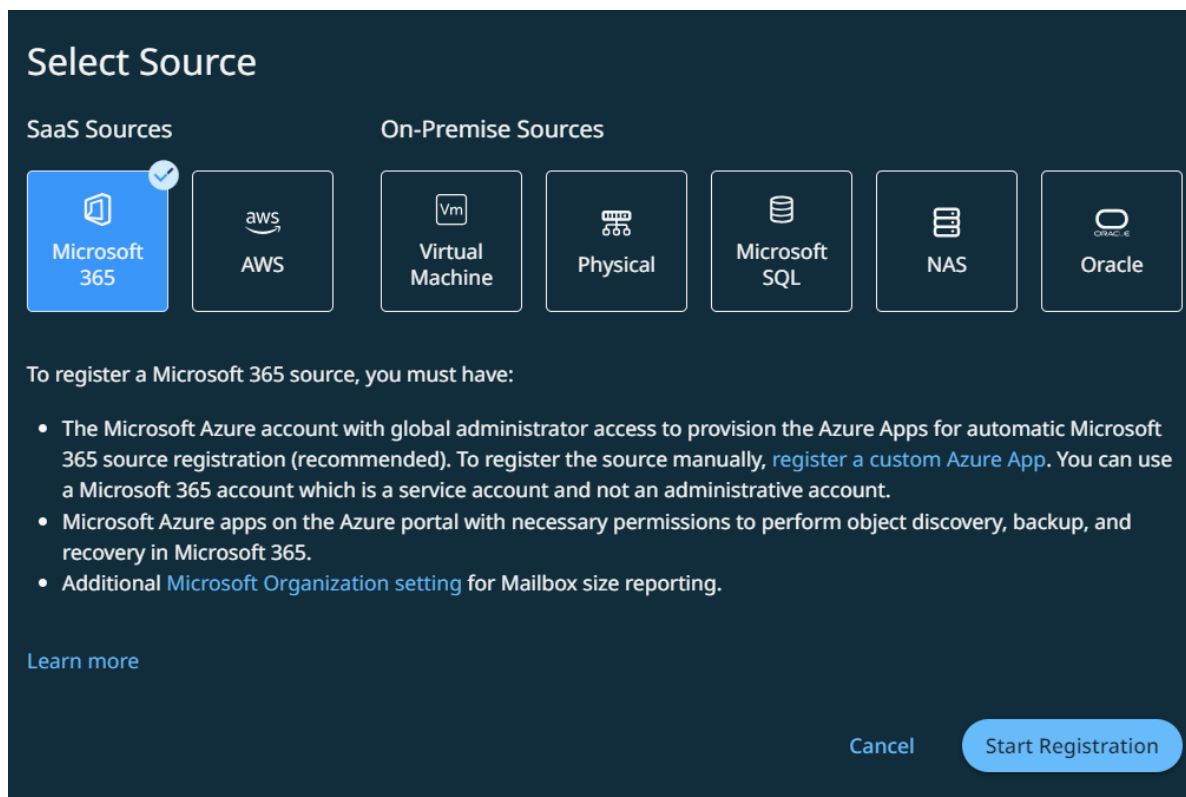 Select Source
SaaS Sources
On-Premise Sources
Microsoft
365
aws
AWS
Vm
Virtual
Machine
Physical
Microsoft
SQL
NAS
ORACLE
Oracle
To register a Microsoft 365 source, you must have:
• The Microsoft Azure account with global administrator access to provision the Azure Apps for automatic Microsoft
365 source registration (recommended). To register the source manually, register a custom Azure App. You can use
a Microsoft 365 account which is a service account and not an administrative account.
• Microsoft Azure apps on the Azure portal with necessary permissions to perform object discovery, backup, and
recovery in Microsoft 365.
• Additional Microsoft Organization setting for Mailbox size reporting.
Learn more
Cancel
Start Registration